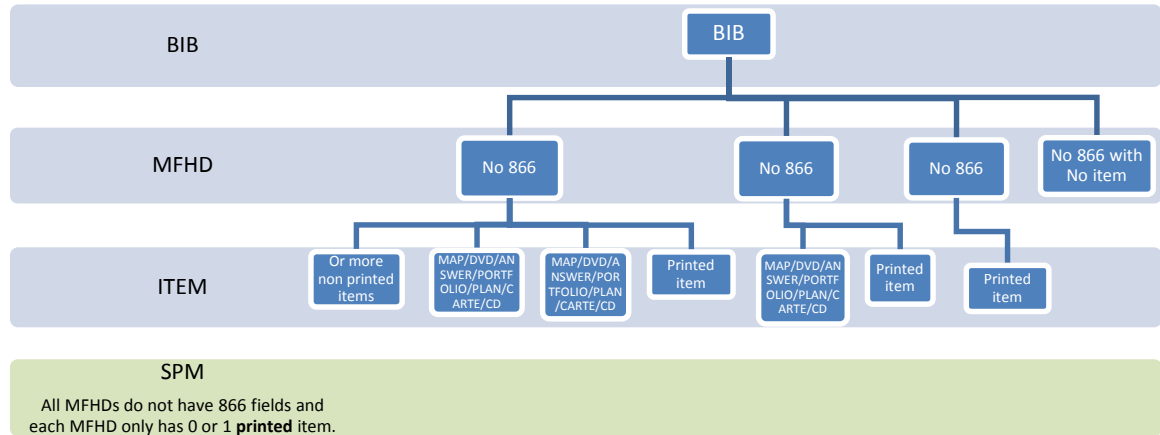 BIB
BIB
MFHD
No 866
No 866
No 866
No 866 with
No item
ITEM
Or more
non printed
items
MAP/DVD/AN
SWER/PORTF
OLIO/PLAN/C
ARTE/CD
MAP/DVD/A
NSWER/POR
TFOLIO/PLAN
/CARTE/CD
Printed
item
MAP/DVD/AN
SWER/PORTF
OLIO/PLAN/C
ARTE/CD
Printed
item
Printed
item
SPM
All MFHDs do not have 866 fields and
each MFHD only has 0 or 1 printed item.